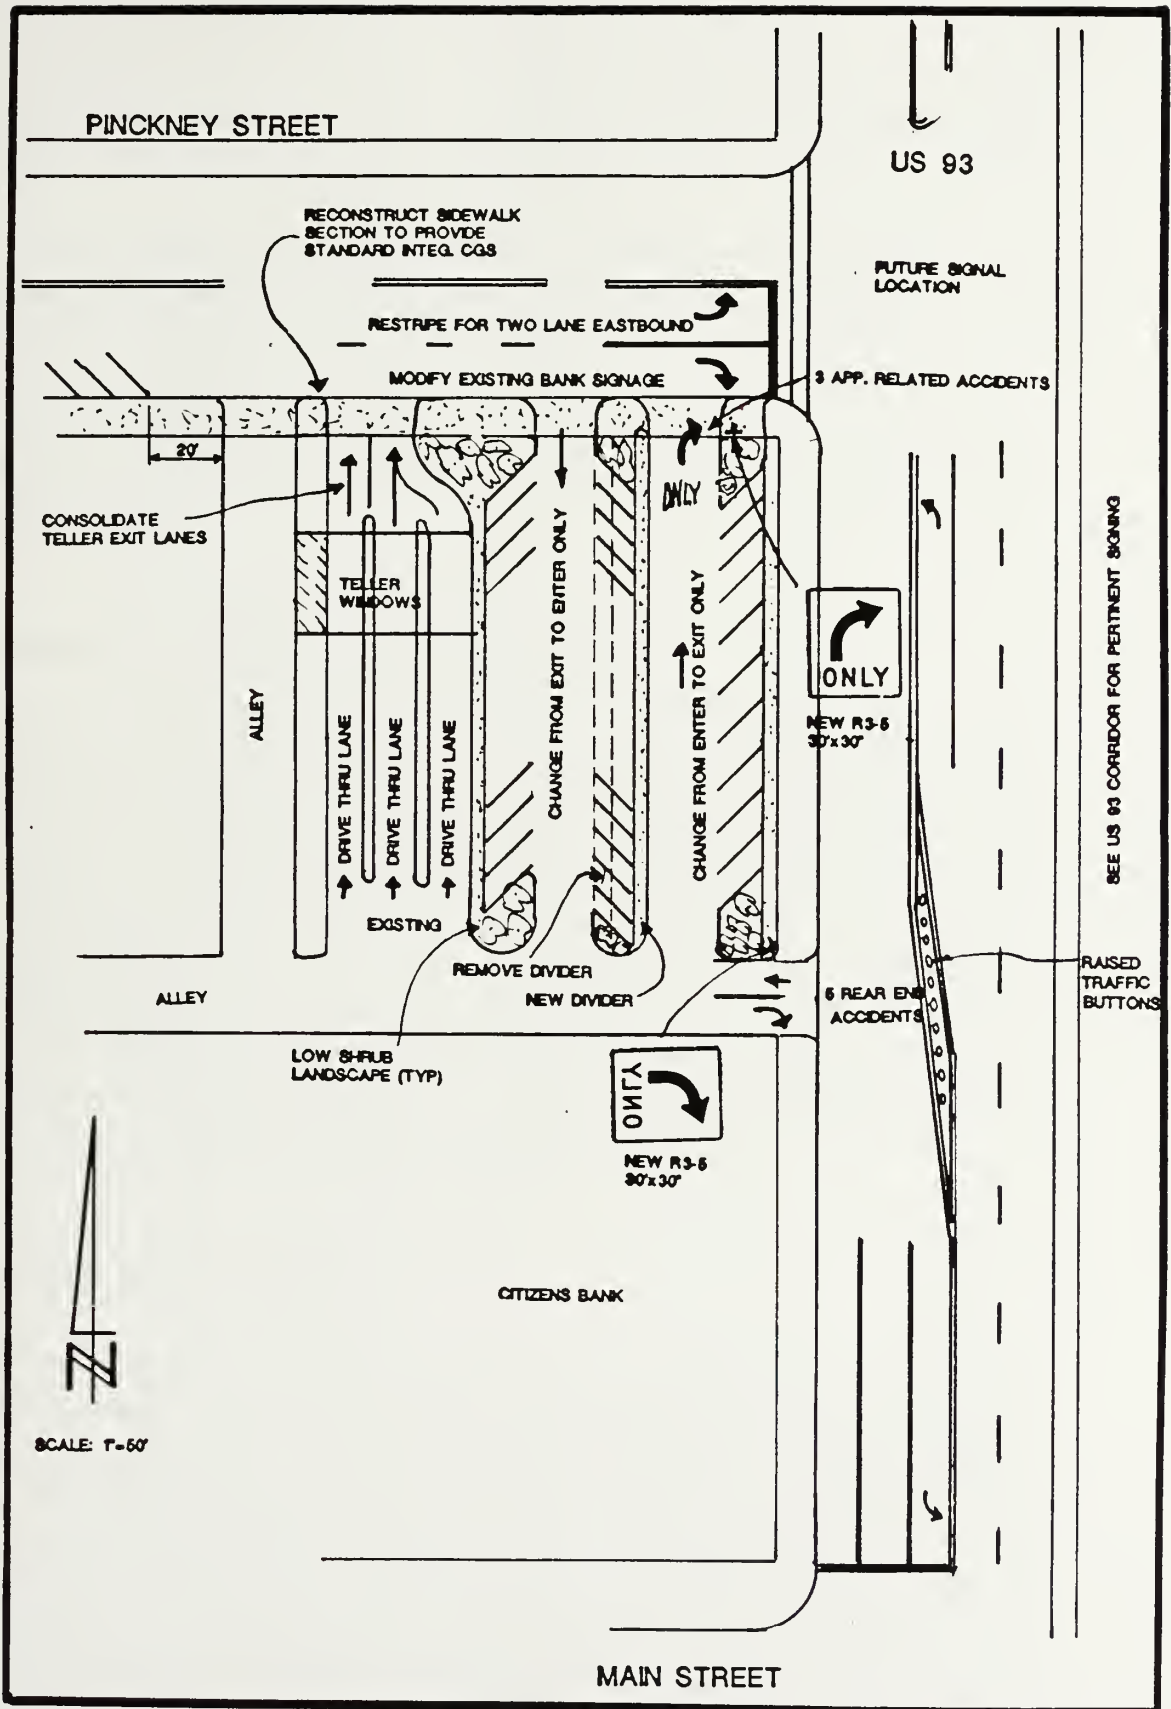 PINCKNEY STREET
US 93
RECONSTRUCT SIDEWALK
SECTION TO PROVIDE
STANDARD INTEG. CGS
FUTURE SIGNAL
LOCATION
RESTRIPE FOR TWO LANE EASTBOUND
MODIFY EXISTING BANK SIGNAGE
3 APP. RELATED ACCIDENTS
20'
ONLY
CONSOLIDATE
TELLER EXIT LANES
TELLER
WINDOWS
ALLEY
DRIVE THRU LANE
DRIVE THRU LANE
DRIVE THRU LANE
CHANGE FROM EXIT TO ENTER ONLY
CHANGE FROM ENTER TO EXIT ONLY
ONLY
NEW R3-5
30"x30"
SEE US 93 CORRIDOR FOR PERTINENT SIGNING
EXISTING
REMOVE DIVIDER
NEW DIVIDER
ALLEY
5 REAR END
ACCIDENTS
RAISED
TRAFFIC
BUTTONS
LOW SHRUB
LANDSCAPE (TYP)
ONLY
NEW R3-5
30"x30"
CITIZENS BANK
N
SCALE: 1"=50'
MAIN STREET